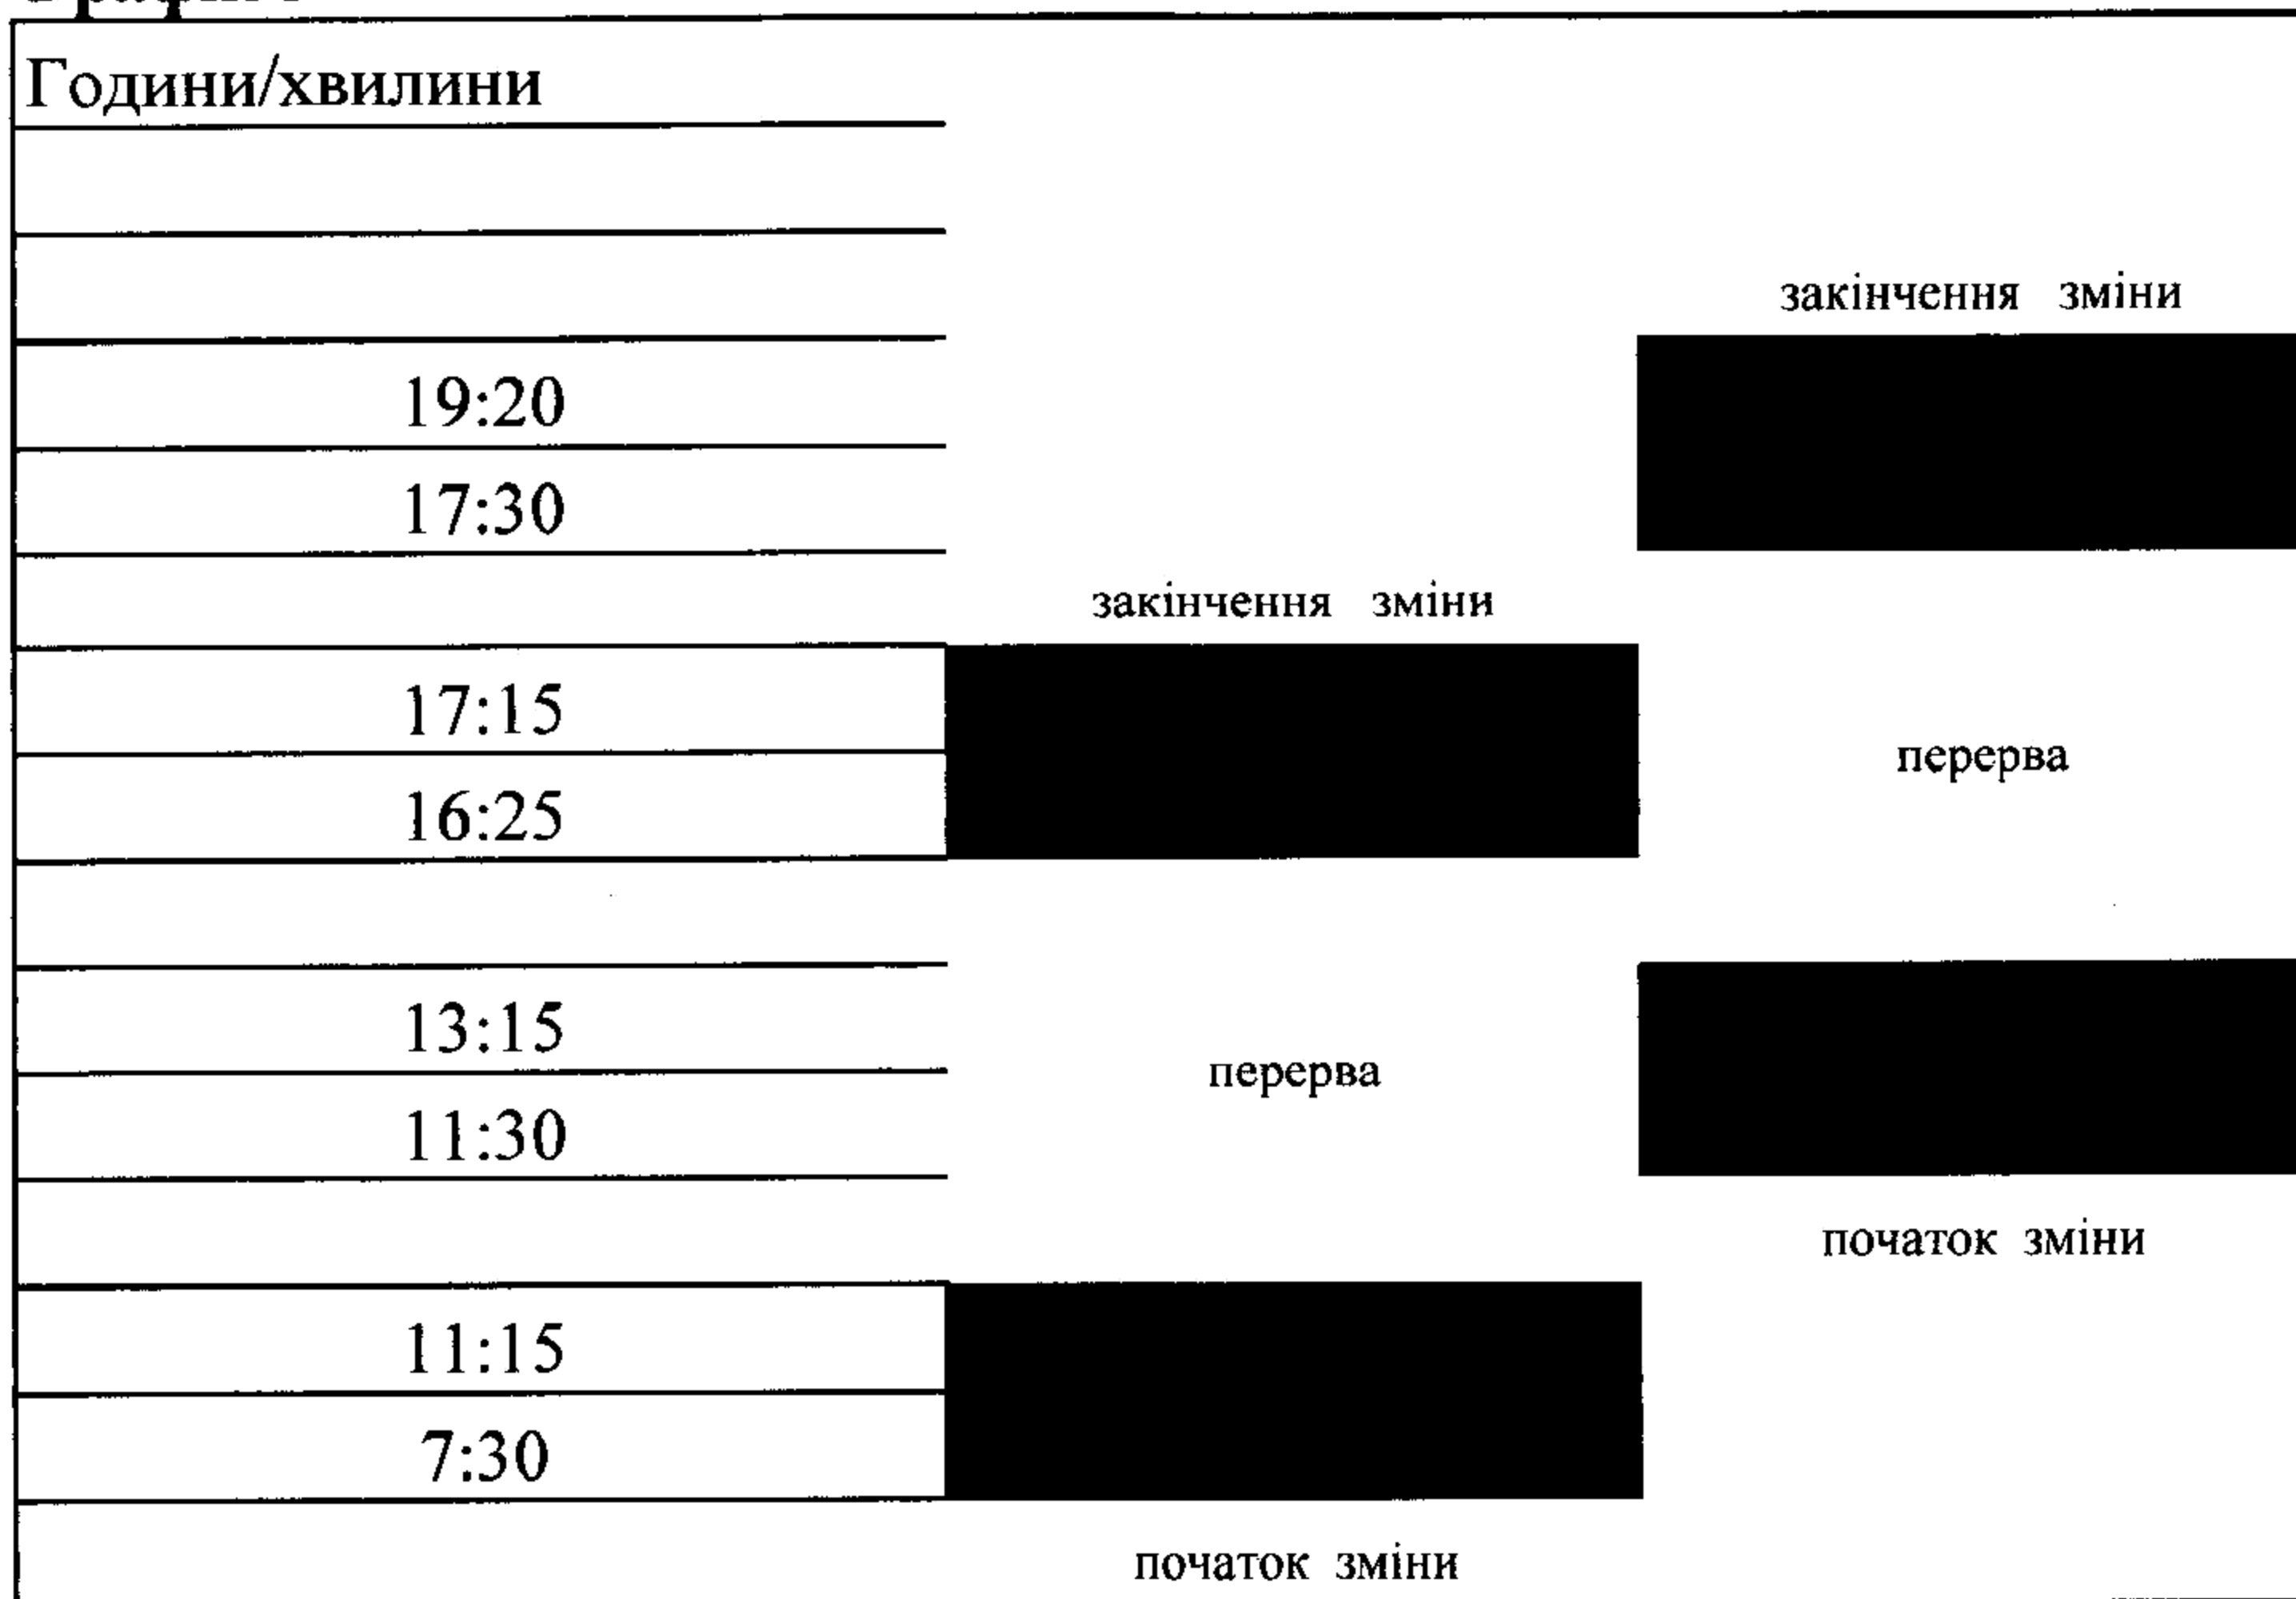 Години/хвилини
закінчення зміни
19:20
17:30
закінчення зміни
17:15
перерва
16:25
13:15
перерва
11:30
початок зміни
11:15
7:30
початок зміни